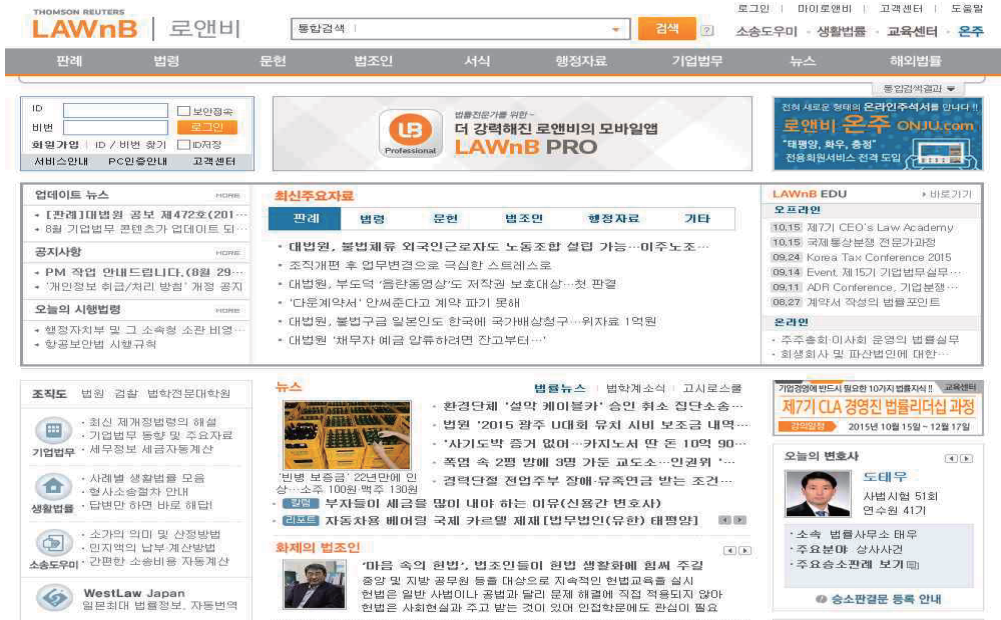 THOMSON REUTERS
LAWnB 로앤비
통합검색
검색
로그인 마이로앤비 고객센터 도움말
소송도우미 · 생활법률 · 교육센터 · 온주
판례 법령 문헌 법조인 서식 행정자료 기업법무 뉴스 해외법률
통합검색결과
ID
보안접속
비번
로그인
회원가입 ID / 비번 찾기 ID저장
서비스안내 PC인증안내 고객센터
LB
Professional
법률전문가를 위한~
더 강력해진 로앤비의 모바일앱
LAWnB PRO
전혀 새로운 형태의 온라인주석서를 만나다 !!
로앤비 온주 ONJU.com
"태평양, 화우, 충정"
전용회원서비스 전격 도입
업데이트 뉴스 MORE
[판례]대법원 공보 제472호(201…
8월 기업법무 콘텐츠가 업데이트 되…
공지사항
PM 작업 안내드립니다.(8월 29…
'개인정보 취급/처리 방침' 개정 공지
오늘의 시행법령 MORE
행정자치부 및 그 소속청 소관 비영…
항공보안법 시행규칙
최신주요자료
판례 법령 문헌 법조인 행정자료 기타
대법원, 불법체류 외국인근로자도 노동조합 설립 가능…이주노조…
조직개편 후 업무변경으로 극심한 스트레스로
대법원, 부도덕 '음란동영상'도 저작권 보호대상…첫 판결
'다운계약서' 안써준다고 계약 파기 못해
대법원, 불법구금 일본인도 한국에 국가배상청구…위자료 1억원
대법원 '채무자 예금 압류하려면 잔고부터…'
LAWnB EDU 바로가기
오프라인
10,15 제7기 CEO's Law Academy
10,15 국제통상분쟁 전문가과정
09,24 Korea Tax Conference 2015
09,14 Event, 제15기 기업법무실무…
09,11 ADR Conference, 기업분쟁…
08,27 계약서 작성의 법률포인트
온라인
주주총회·이사회 운영의 법률실무
회생회사 및 파산법인에 대한…
조직도 법원 검찰 법학전문대학원
기업법무
최신 제개정법령의 해설
기업법무 동향 및 주요자료
세무정보 세금자동계산
생활법률
사례별 생활법률 모음
형사소송절차 안내
답변만 하면 바로 해답!
소송도우미
소가의 의미 및 산정방법
인지액의 납부·계산방법
간편한 소송비용 자동계산
WestLaw Japan
일본최대 법률정보, 자동번역
뉴스
법률뉴스 법학계소식 고시로스쿨
'빈병 보증금' 22년만에 인상…소주 100원·맥주 130원
환경단체 '설악 케이블카' 승인 취소 집단소송…
법원 '2015 광주 U대회 유치 시비 보조금 내역…
'사기도박 증거 없어…카지노서 딴 돈 10억 90…
폭염 속 2평 방에 3명 가둔 교도소…인권위 '…
경력단절 전업주부 장애·유족연금 받는 조건…
칼럼 부자들이 세금을 많이 내야 하는 이유(신용간 변호사)
리포트 자동차용 베어링 국제 카르텔 제재[법무법인(유한) 태평양]
화제의 법조인
'마음 속의 헌법', 법조인들이 헌법 생활화에 힘써 주길
중앙 및 지방 공무원 등을 대상으로 지속적인 헌법교육을 실시
헌법은 일반 사법이나 공법과 달리 문제 해결에 직접 적용되지 않아
헌법은 사회현실과 주고 받는 것이 있어 인접학문에도 관심이 필요
기업경영에 반드시 필요한 10가지 법률지식 !! 교육센터
제7기 CLA 경영진 법률리더십 과정
강의일정 2015년 10월 15일 ~ 12월 17일
오늘의 변호사
도태우
사법시험 51회
연수원 41기
소속 법률사무소 태우
주요분야 상사사건
주요승소판례 보기
승소판결문 등록 안내